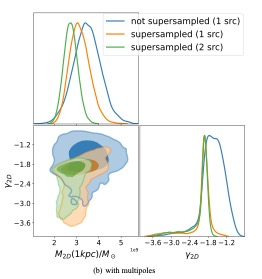 not supersampled (1 src)
supersampled (1 src)
supersampled (2 src)
−1.2
−1.8
−2.4
−3.0
−3.6
γ2D
2 3 4 5
1e9
M2D(1kpc)/M⊙
−3.6 −3.0 −2.4 −1.8 −1.2
γ2D
(b) with multipoles